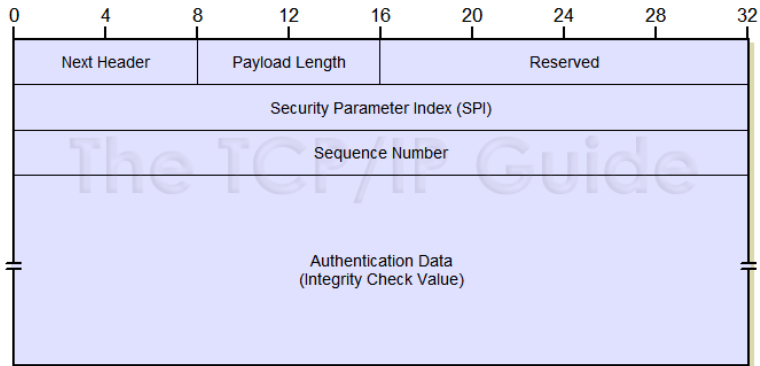 0 4 8 12 16 20 24 28 32
Next Header Payload Length Reserved
Security Parameter Index (SPI)
Sequence Number
The TCP/IP Guide
Authentication Data
(Integrity Check Value)